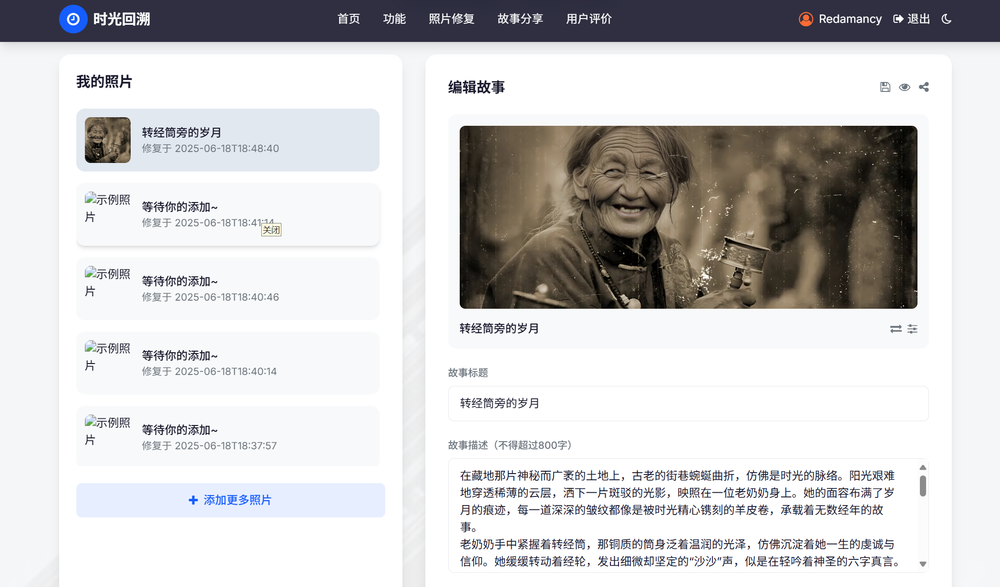 时光回溯
首页
功能
照片修复
故事分享
用户评价
Redamancy
退出
我的照片
转经筒旁的岁月
修复于 2025-06-18T18:48:40
示例照片
等待你的添加~
修复于 2025-06-18T18:41:14
关闭
示例照片
等待你的添加~
修复于 2025-06-18T18:40:46
示例照片
等待你的添加~
修复于 2025-06-18T18:40:14
示例照片
等待你的添加~
修复于 2025-06-18T18:37:57
添加更多照片
编辑故事
转经筒旁的岁月
故事标题
转经筒旁的岁月
故事描述（不得超过800字）
在藏地那片神秘而广袤的土地上，古老的街巷蜿蜒曲折，仿佛是时光的脉络。阳光艰难
地穿透稀薄的云层，洒下一片斑驳的光影，映照在一位老奶奶身上。她的面容布满了岁
月的痕迹，每一道深深的皱纹都像是被时光精心镌刻的羊皮卷，承载着无数经年的故
事。
老奶奶手中紧握着转经筒，那铜质的筒身泛着温润的光泽，仿佛沉淀着她一生的虔诚与
信仰。她缓缓转动着经轮，发出细微却坚定的“沙沙”声，似是在轻吟着神圣的六字真言。